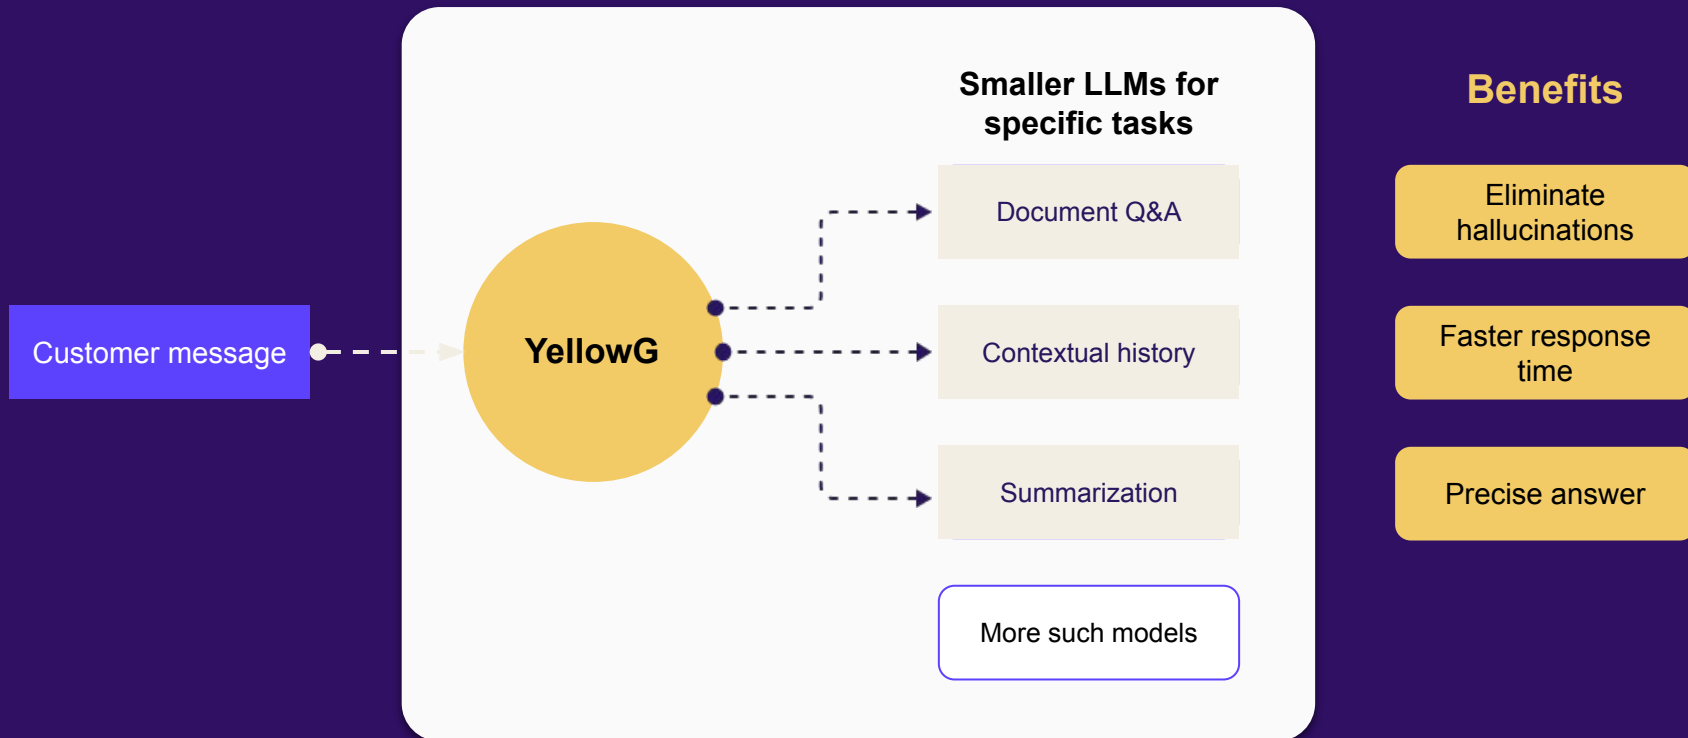 Smaller LLMs for
specific tasks
Benefits
Customer message
YellowG
Document Q&A
Contextual history
Summarization
More such models
Eliminate
hallucinations
Faster response
time
Precise answer